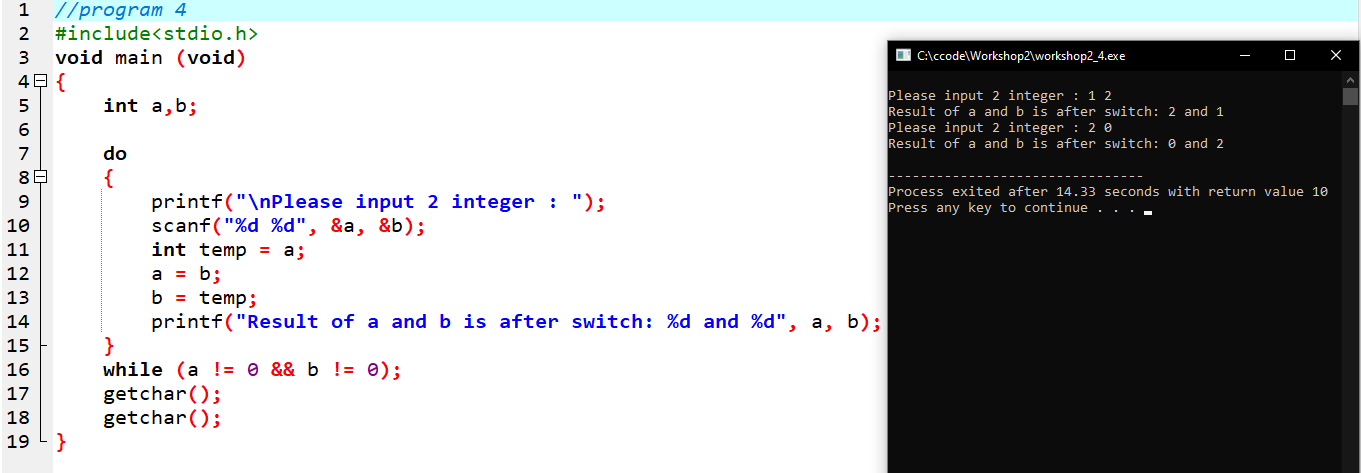 1 //program 4
2 #include<stdio.h>
3 void main (void)
4 {
5 int a,b;
6
7 do
8 {
9 printf("\nPlease input 2 integer : ");
10 scanf("%d %d", &a, &b);
11 int temp = a;
12 a = b;
13 b = temp;
14 printf("Result of a and b is after switch: %d and %d", a, b);
15 }
16 while (a != 0 && b != 0);
17 getchar();
18 getchar();
19 }
C:\ccode\Workshop2\workshop2_4.exe
Please input 2 integer : 1 2
Result of a and b is after switch: 2 and 1
Please input 2 integer : 2 0
Result of a and b is after switch: 0 and 2
--------------------------------
Process exited after 14.33 seconds with return value 10
Press any key to continue . . .